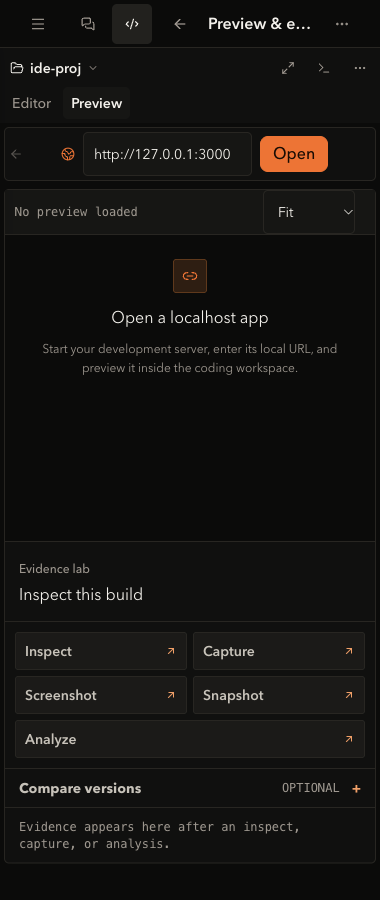 Preview & e...
ide-proj
Editor Preview
http://127.0.0.1:3000 Open
No preview loaded Fit
Open a localhost app
Start your development server, enter its local URL, and
preview it inside the coding workspace.
Evidence lab
Inspect this build
Inspect Capture
Screenshot Snapshot
Analyze
Compare versions OPTIONAL +
Evidence appears here after an inspect,
capture, or analysis.